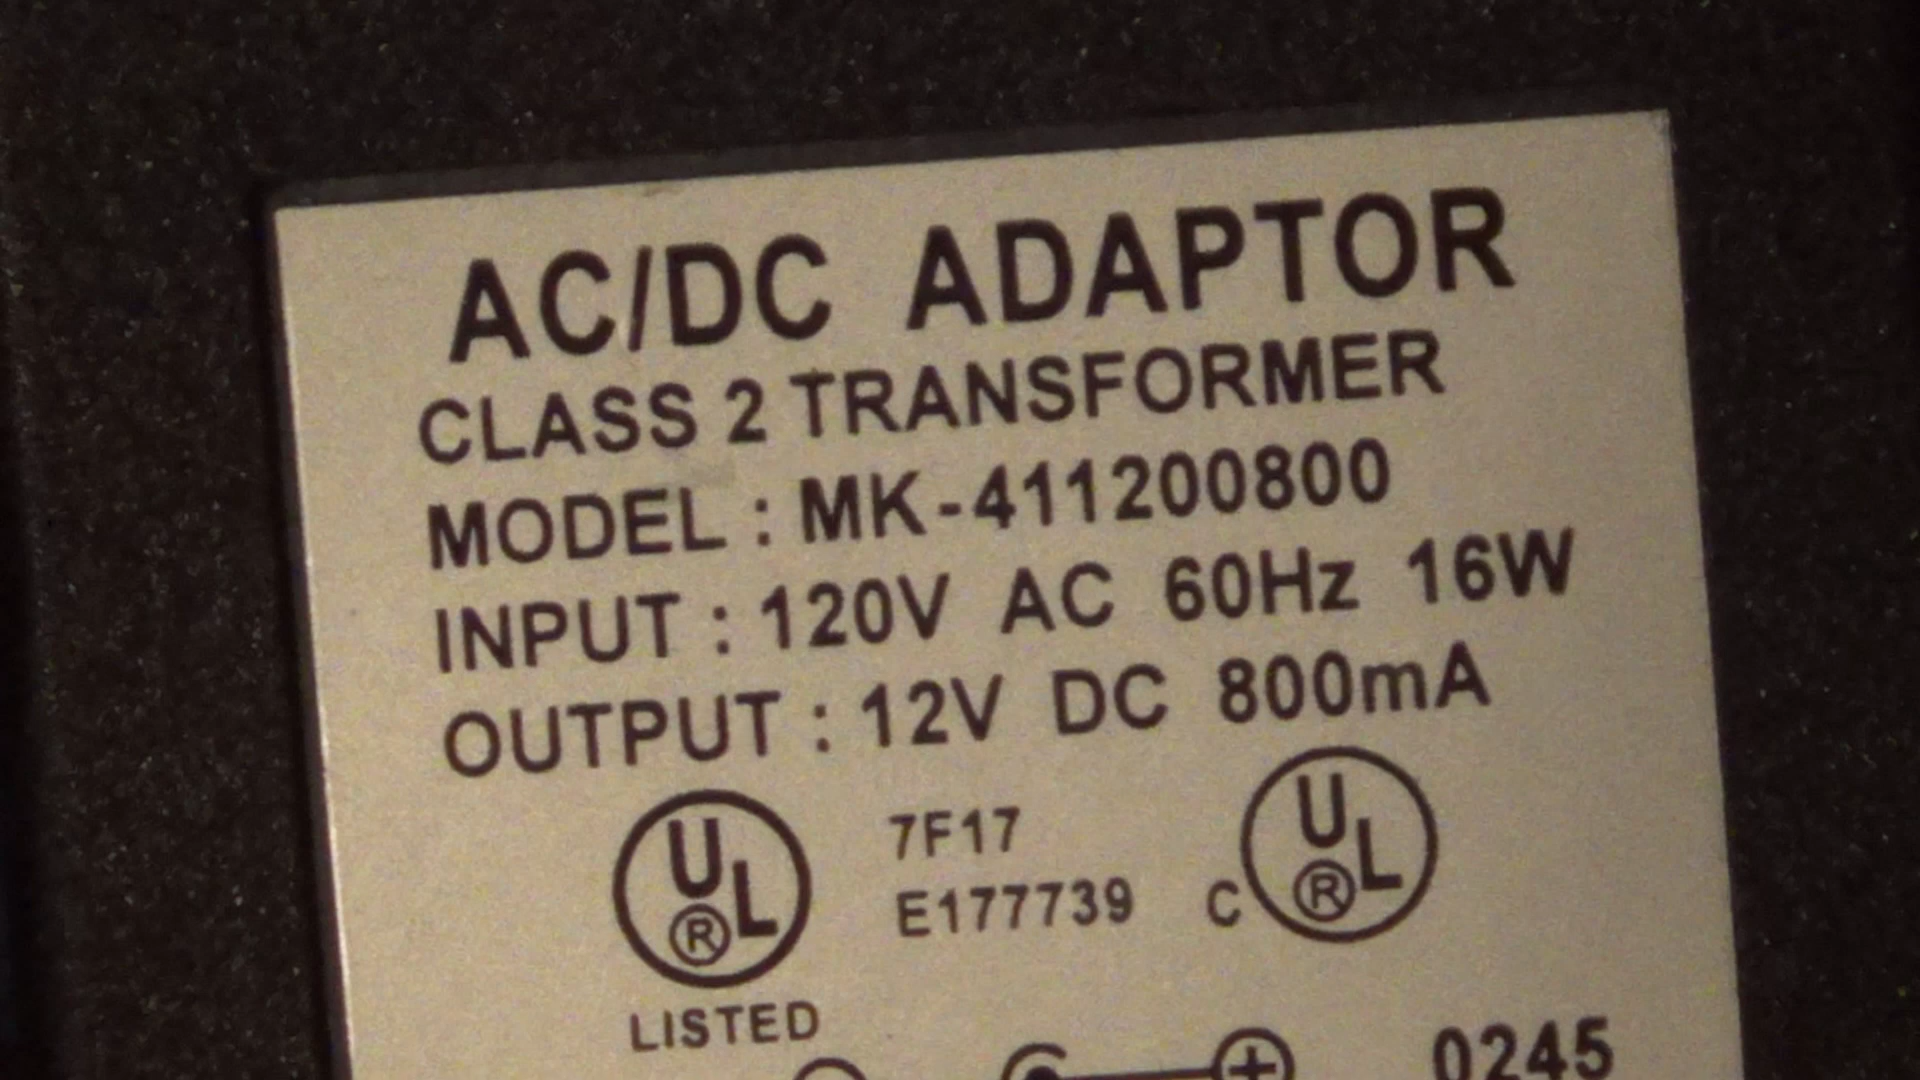 AC/DC ADAPTOR
CLASS 2 TRANSFORMER
MODEL : MK-411200800
INPUT : 120V AC 60Hz 16W
OUTPUT : 12V DC 800mA
UL ® 7F17 E177739 C UL ®
LISTED
0245